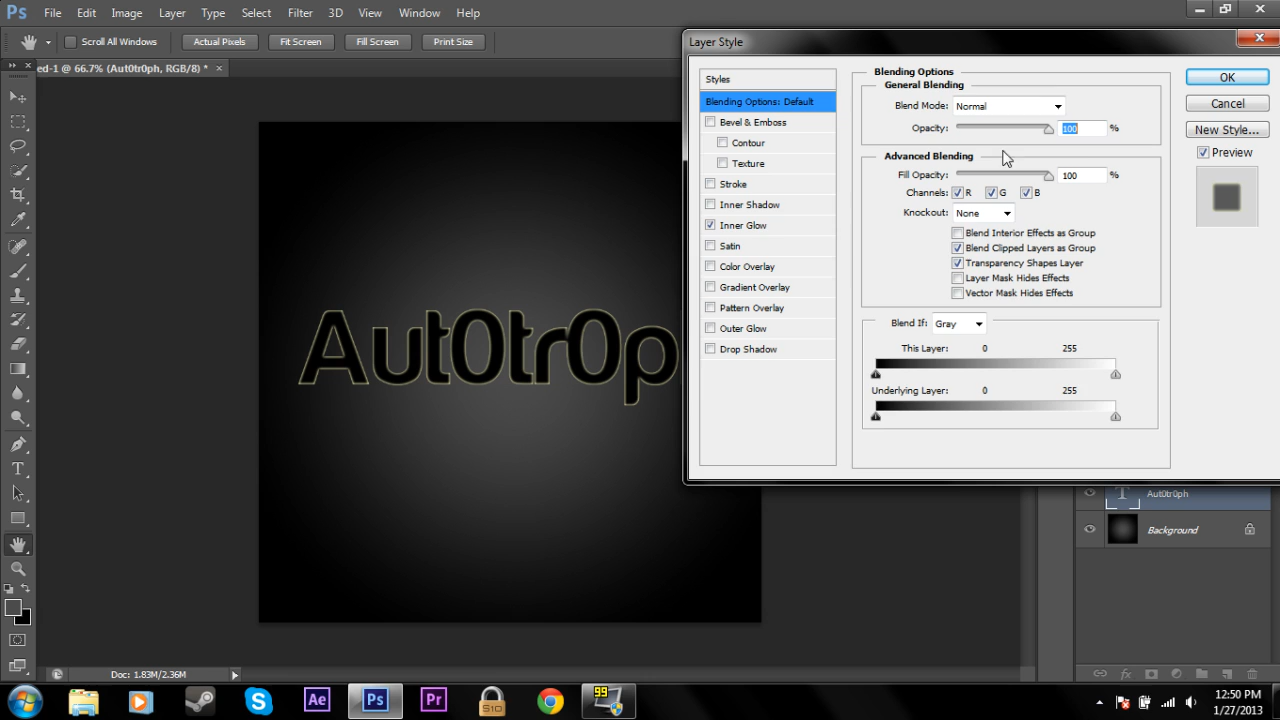 Ps File Edit Image Layer Type Select Filter 3D View Window Help
Scroll All Windows Actual Pixels Fit Screen Fill Screen Print Size
ed-1 @ 66.7% (Aut0tr0ph, RGB/8) * ×
Layer Style
Styles
Blending Options: Default
Bevel & Emboss
Contour
Texture
Stroke
Inner Shadow
Inner Glow
Satin
Color Overlay
Gradient Overlay
Pattern Overlay
Outer Glow
Drop Shadow
Blending Options
General Blending
Blend Mode: Normal
Opacity: 100 %
Advanced Blending
Fill Opacity: 100 %
Channels: R G B
Knockout: None
Blend Interior Effects as Group
Blend Clipped Layers as Group
Transparency Shapes Layer
Layer Mask Hides Effects
Vector Mask Hides Effects
Blend If: Gray
This Layer: 0 255
Underlying Layer: 0 255
OK
Cancel
New Style...
Preview
Aut0tr0p
T Aut0tr0ph
Background
T
fx
Doc: 1.83M/2.36M
Ae Ps Pr 510 99
12:50 PM
1/27/2013